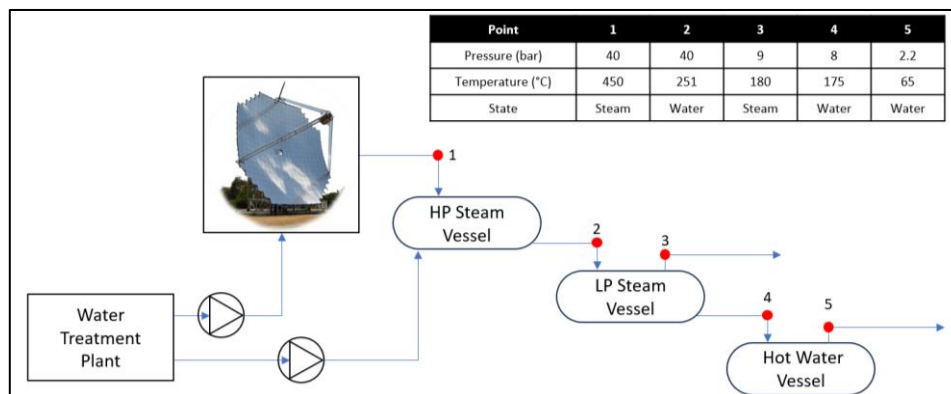 Point 1 2 3 4 5
Pressure (bar) 40 40 9 8 2.2
Temperature (°C) 450 251 180 175 65
State Steam Water Steam Water Water
1
HP Steam
Vessel
2
3
LP Steam
Vessel
4
5
Water
Treatment
Plant
Hot Water
Vessel